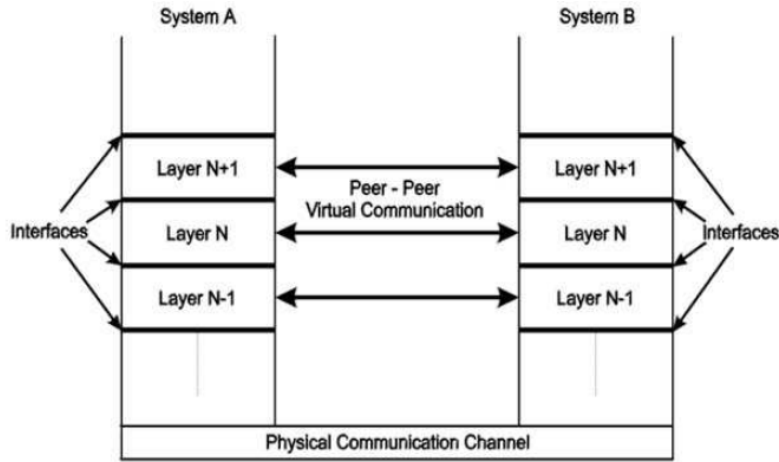 System A
System B
Layer N+1
Layer N+1
Peer - Peer
Virtual Communication
Interfaces
Layer N
Layer N
Interfaces
Layer N-1
Layer N-1
Physical Communication Channel